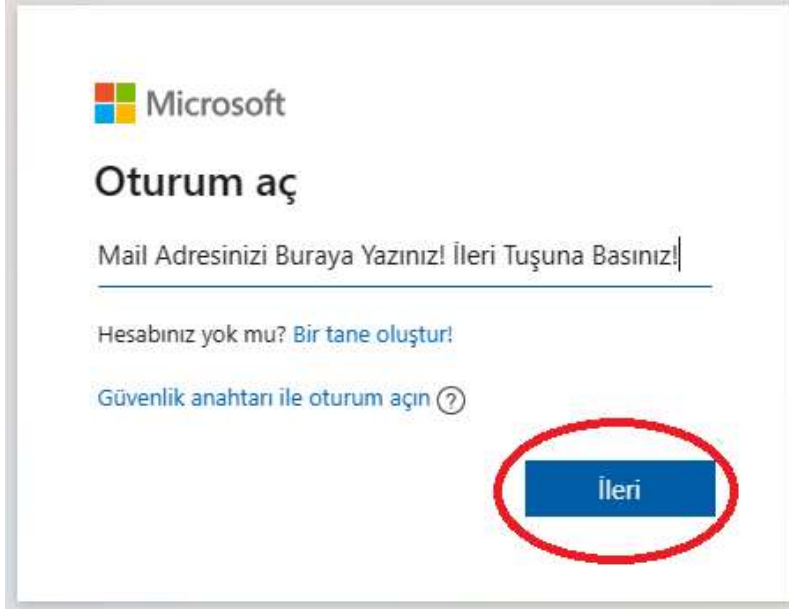 Microsoft
Oturum aç
Mail Adresinizi Buraya Yazınız! İleri Tuşuna Basınız!
Hesabınız yok mu? Bir tane oluştur!
Güvenlik anahtarı ile oturum açın ?
İleri